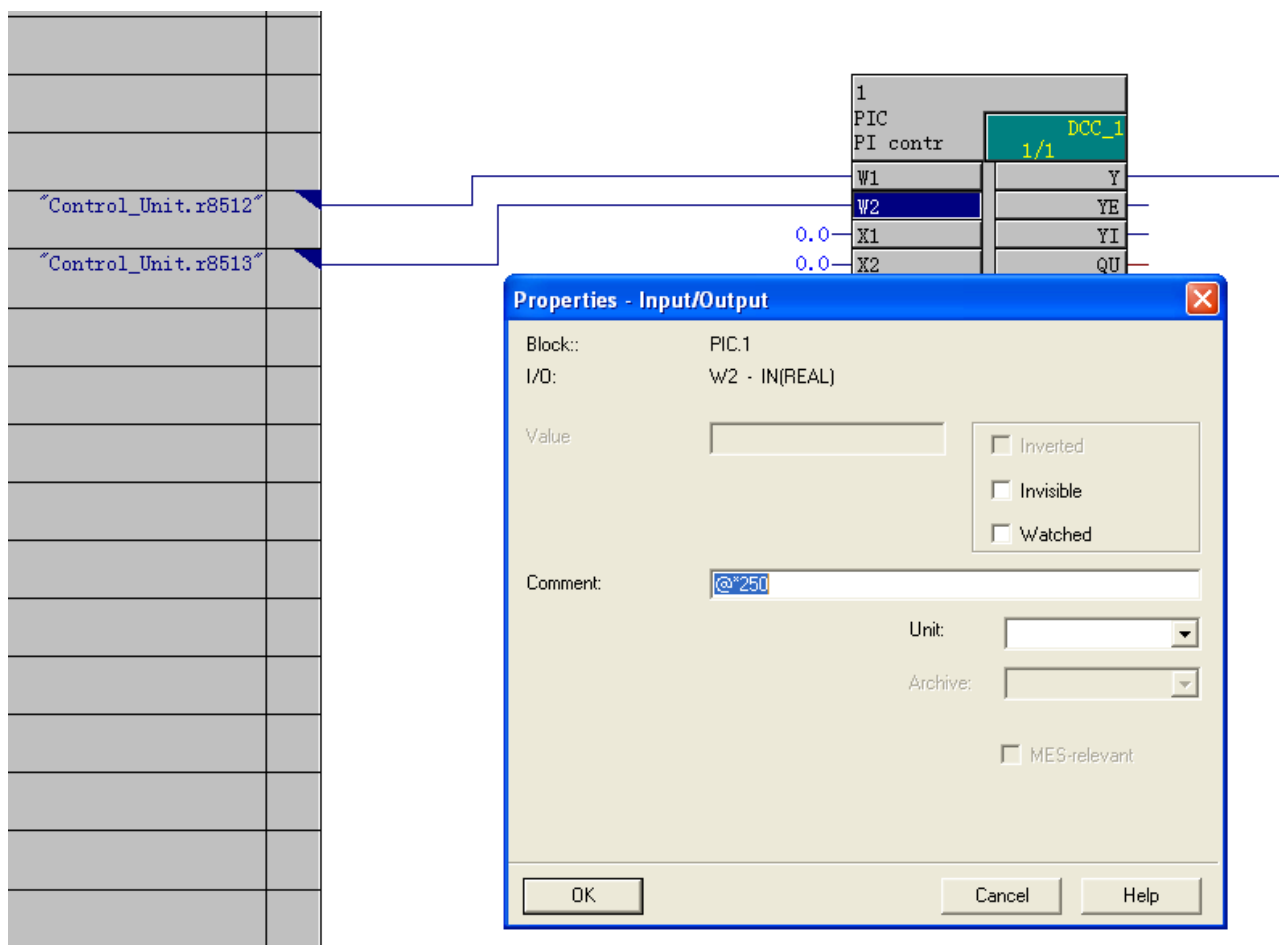 1
PIC
PI contr
DCC_1
1/1
W1
Y
"Control_Unit.r8512"
W2
YE
0.0
X1
YI
"Control_Unit.r8513"
0.0
X2
QU
Properties - Input/Output
Block::
PIC.1
I/O:
W2 - IN(REAL)
Value
Inverted
Invisible
Watched
Comment:
@*250
Unit:
Archive:
MES-relevant
OK
Cancel
Help